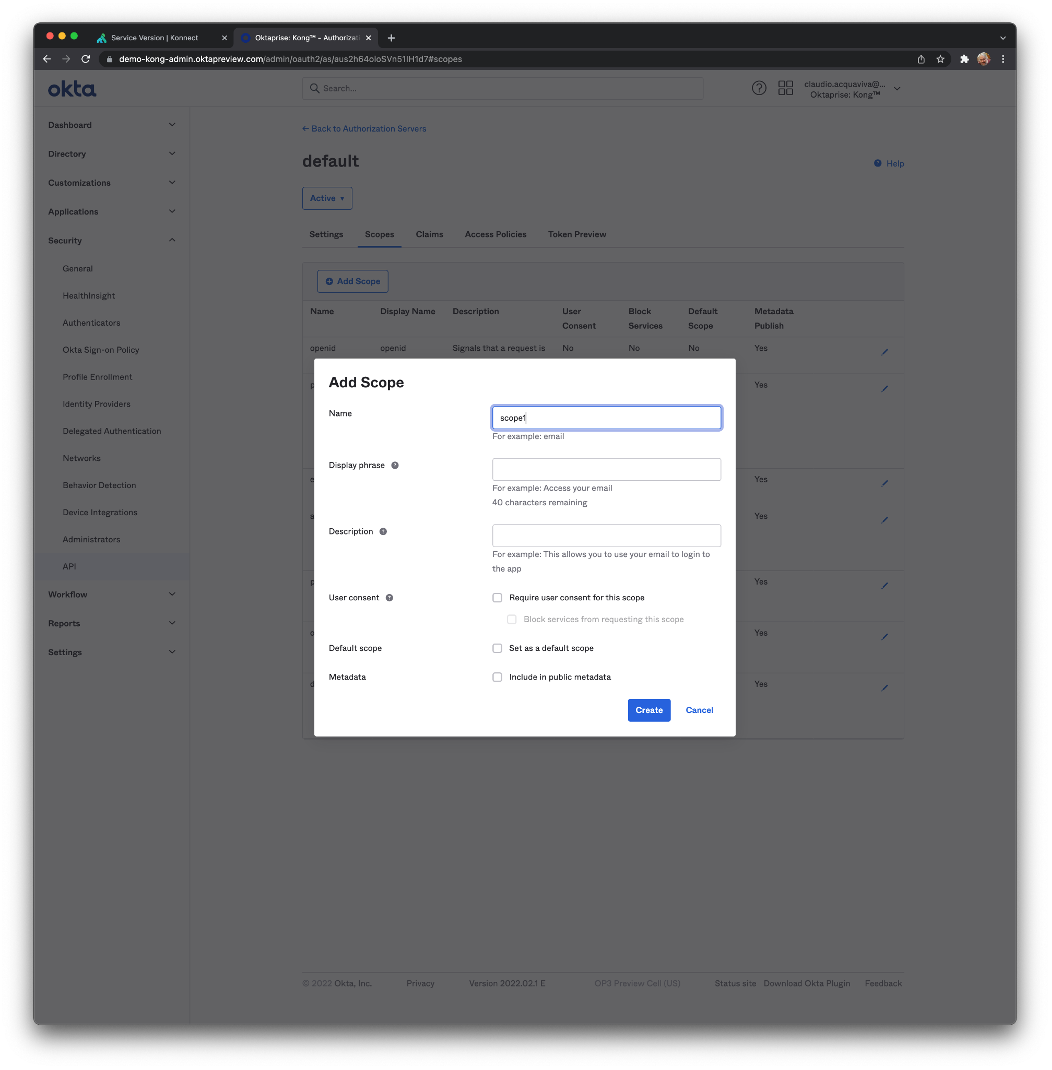 Service Version | Konnect
Oktaprise: Kong™ - Authorizati
demo-kong-admin.oktapreview.com/admin/oauth2/as/aus2h64oloSVn51lH1d7#scopes
okta
Search...
claudio.acquaviva@...
Oktaprise: Kong™
Dashboard
Directory
Customizations
Applications
Security
General
HealthInsight
Authenticators
Okta Sign-on Policy
Profile Enrollment
Identity Providers
Delegated Authentication
Networks
Behavior Detection
Device Integrations
Administrators
API
Workflow
Reports
Settings
← Back to Authorization Servers
default
Help
Active
Settings Scopes Claims Access Policies Token Preview
Add Scope
Name Display Name Description User Consent Block Services Default Scope Metadata Publish
openid openid Signals that a request is No No No Yes
Yes
Yes
Yes
Yes
Yes
Yes
Add Scope
Name
scope1
For example: email
Display phrase
For example: Access your email
40 characters remaining
Description
For example: This allows you to use your email to login to
the app
User consent
Require user consent for this scope
Block services from requesting this scope
Default scope
Set as a default scope
Metadata
Include in public metadata
Create Cancel
© 2022 Okta, Inc. Privacy Version 2022.02.1 E OP3 Preview Cell (US) Status site Download Okta Plugin Feedback